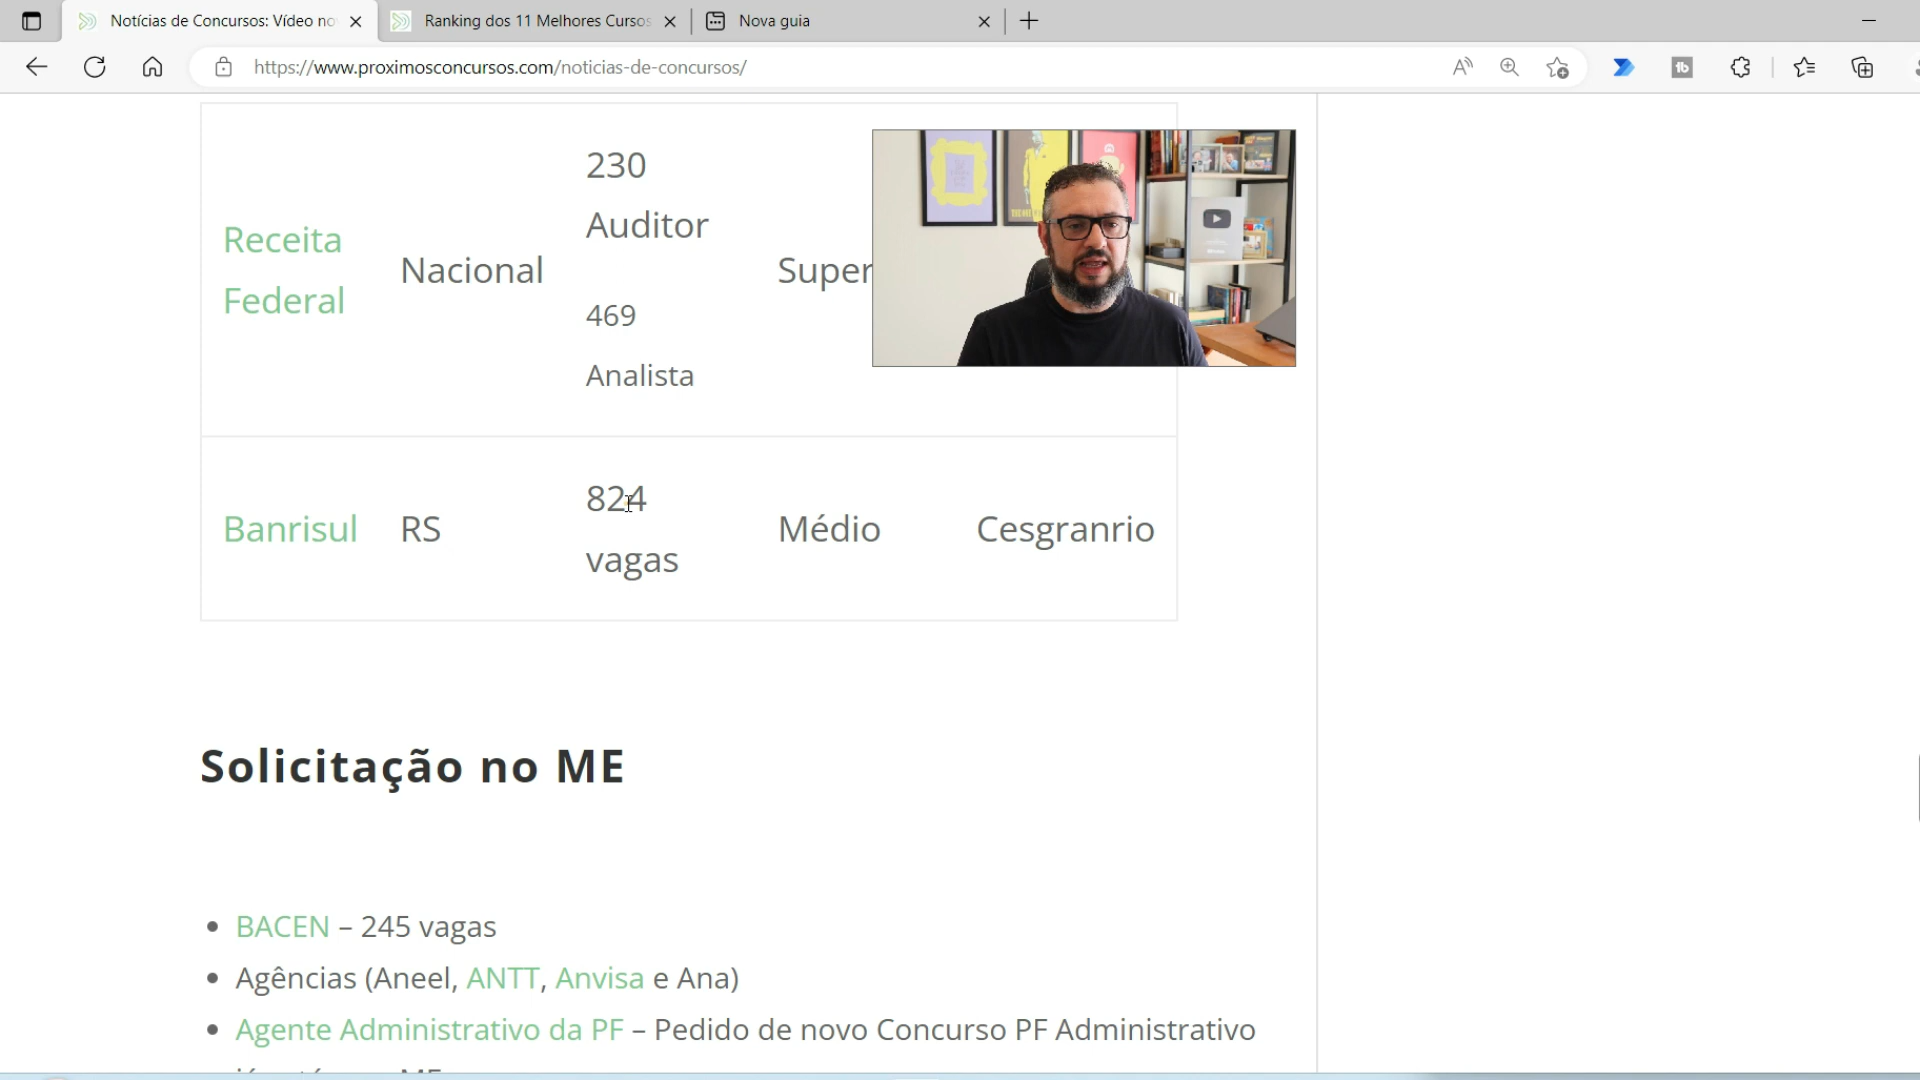 Notícias de Concursos: Vídeo no
Ranking dos 11 Melhores Cursos
Nova guia
https://www.proximosconcursos.com/noticias-de-concursos/
Receita
Federal
Nacional
230
Auditor
469
Analista
Super
Banrisul
RS
824
vagas
Médio
Cesgranrio
Solicitação no ME
• BACEN – 245 vagas
• Agências (Aneel, ANTT, Anvisa e Ana)
• Agente Administrativo da PF – Pedido de novo Concurso PF Administrativo